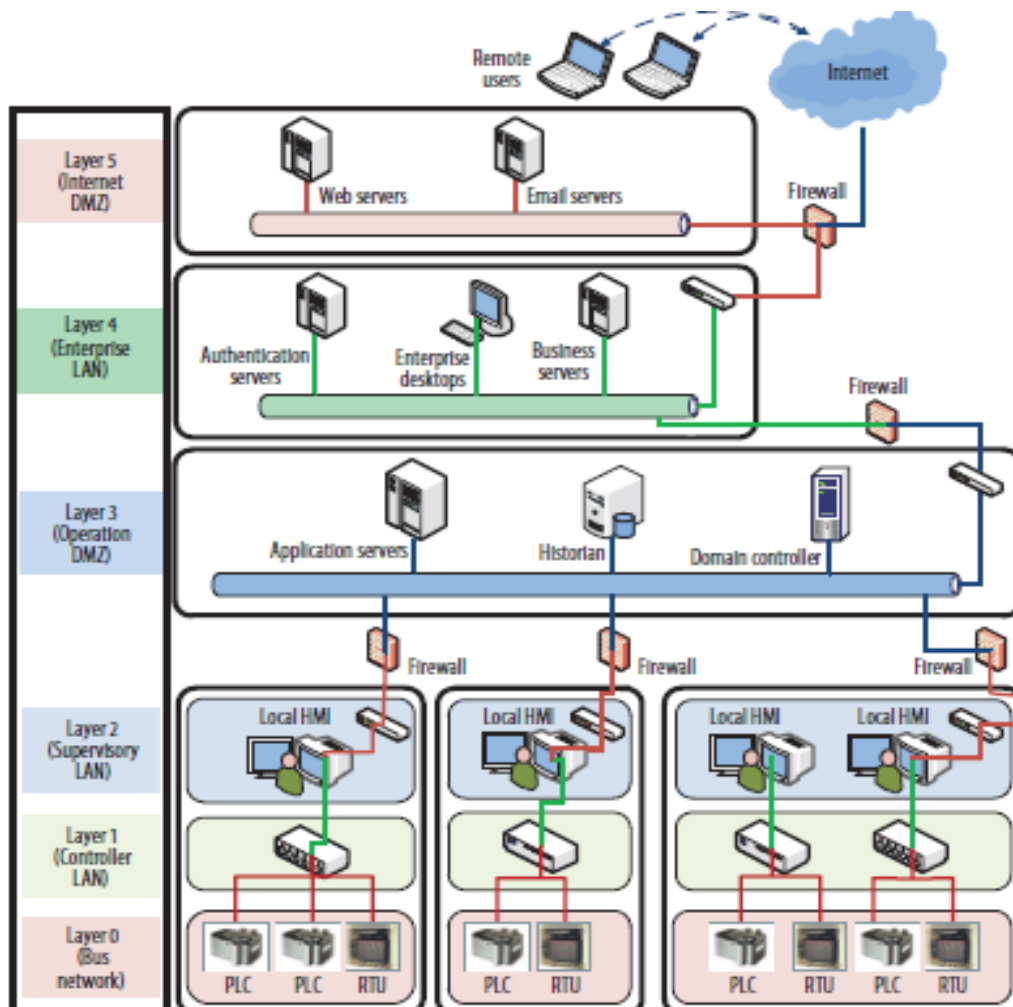 Remote
users
Internet
Layer 5
(Internet
DMZ)
Web servers
Email servers
Firewall
Layer 4
(Enterprise
LAN)
Authentication
servers
Enterprise
desktops
Business
servers
Firewall
Layer 3
(Operation
DMZ)
Application servers
Historian
Domain controller
Firewall
Firewall
Firewall
Layer 2
(Supervisory
LAN)
Local HMI
Local HMI
Local HMI
Local HMI
Layer 1
(Controller
LAN)
Layer 0
(Bus
network)
PLC
PLC
RTU
PLC
RTU
PLC
RTU
PLC
RTU